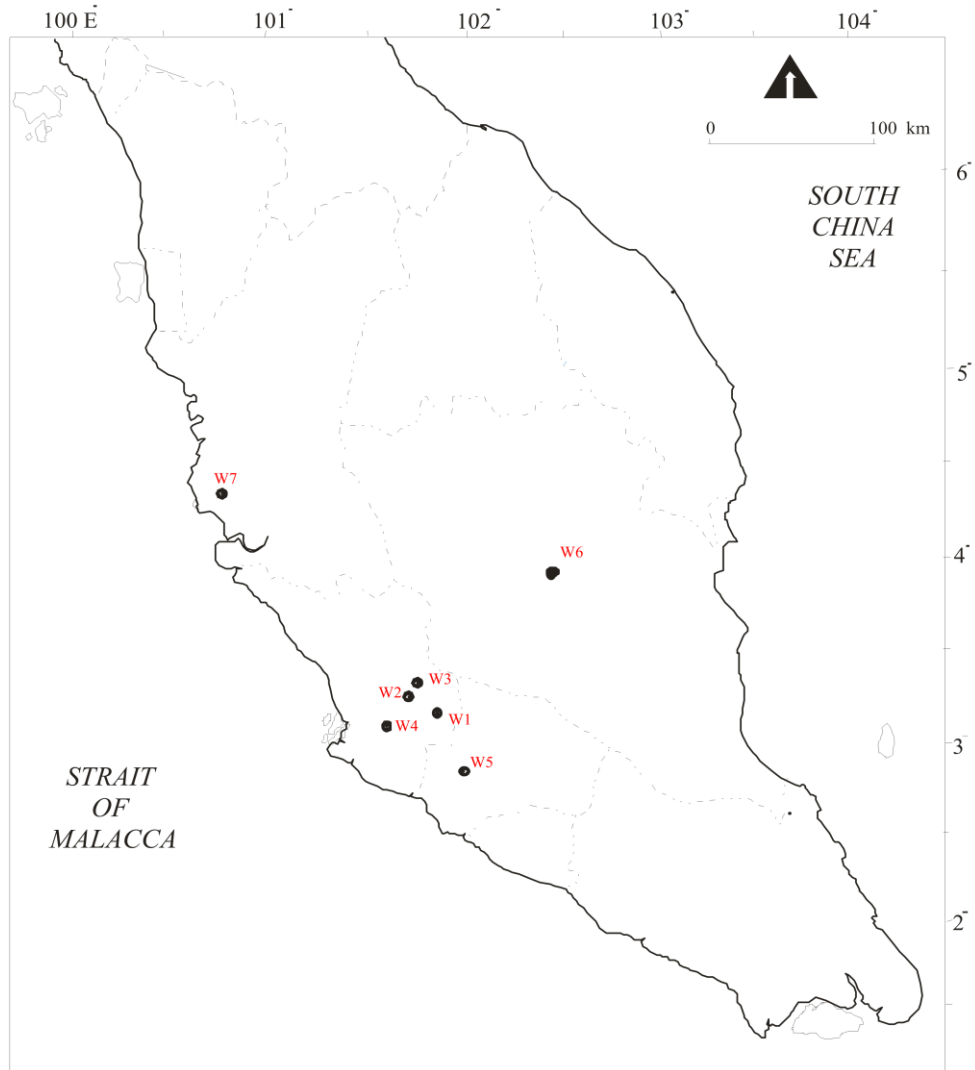 100 E-
101-
102-
103-
104-
0 100 km
6-
SOUTH
CHINA
SEA
5-
W7
4-
W6
W3
W2
W1
W4
3-
W5
STRAIT
OF
MALACCA
2-